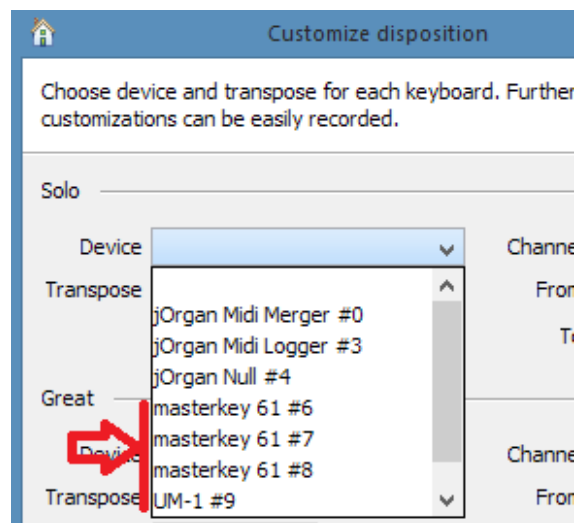 Customize disposition
Choose device and transpose for each keyboard. Further
customizations can be easily recorded.
Solo
Device
Channe
Transpose
From
To
jOrgan Midi Merger #0
jOrgan Midi Logger #3
jOrgan Null #4
masterkey 61 #6
masterkey 61 #7
masterkey 61 #8
UM-1 #9
Great
Device
Channe
Transpose
From